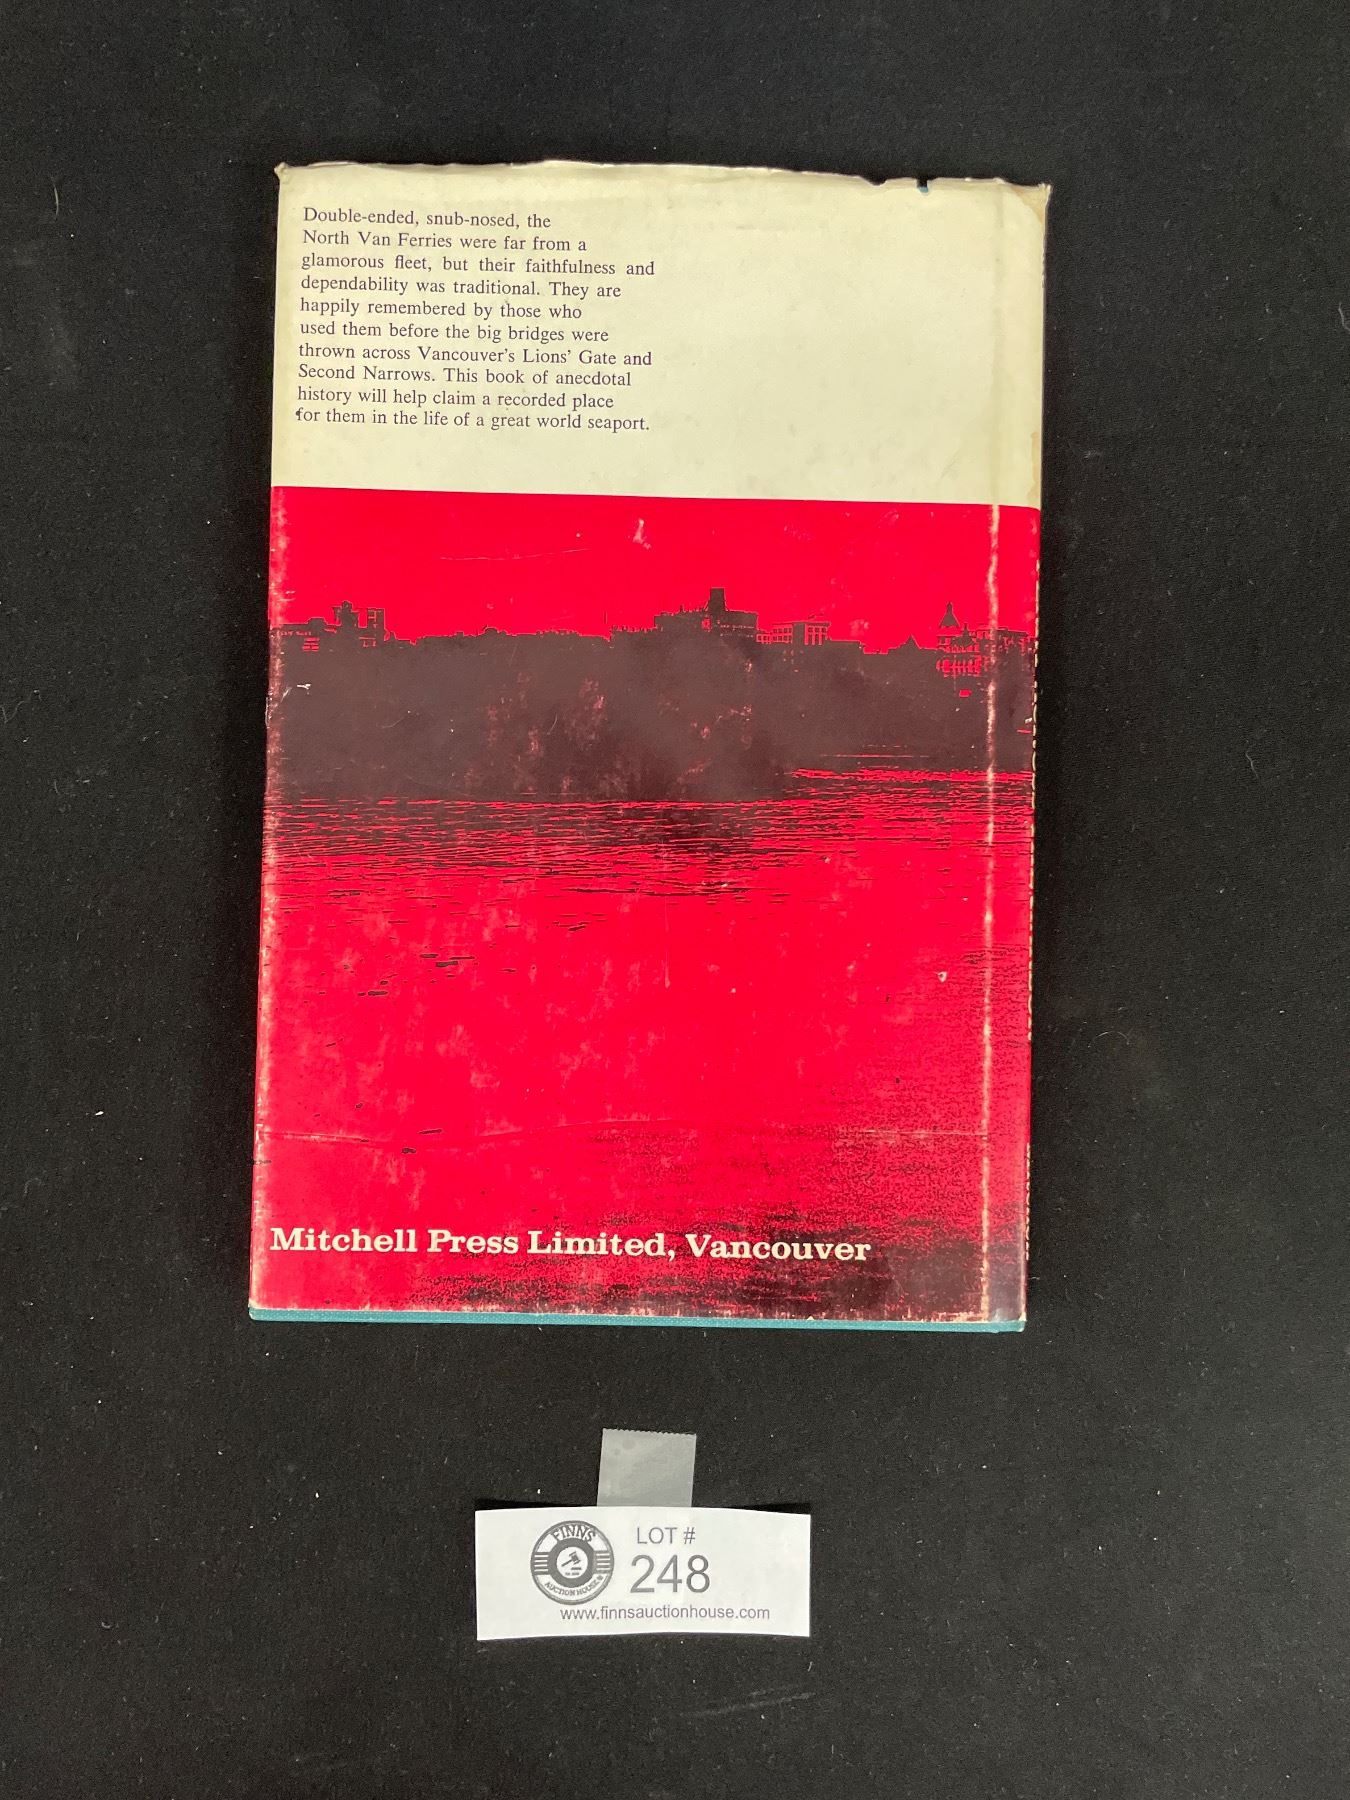 Double-ended, snub-nosed, the
North Van Ferries were far from a
glamorous fleet, but their faithfulness and
dependability was traditional. They are
happily remembered by those who
used them before the big bridges were
thrown across Vancouver's Lions' Gate and
Second Narrows. This book of anecdotal
history will help claim a recorded place
for them in the life of a great world seaport.
Mitchell Press Limited, Vancouver
FINNS
AUCTION HOUSE
LOT #
248
www.finnsauctionhouse.com